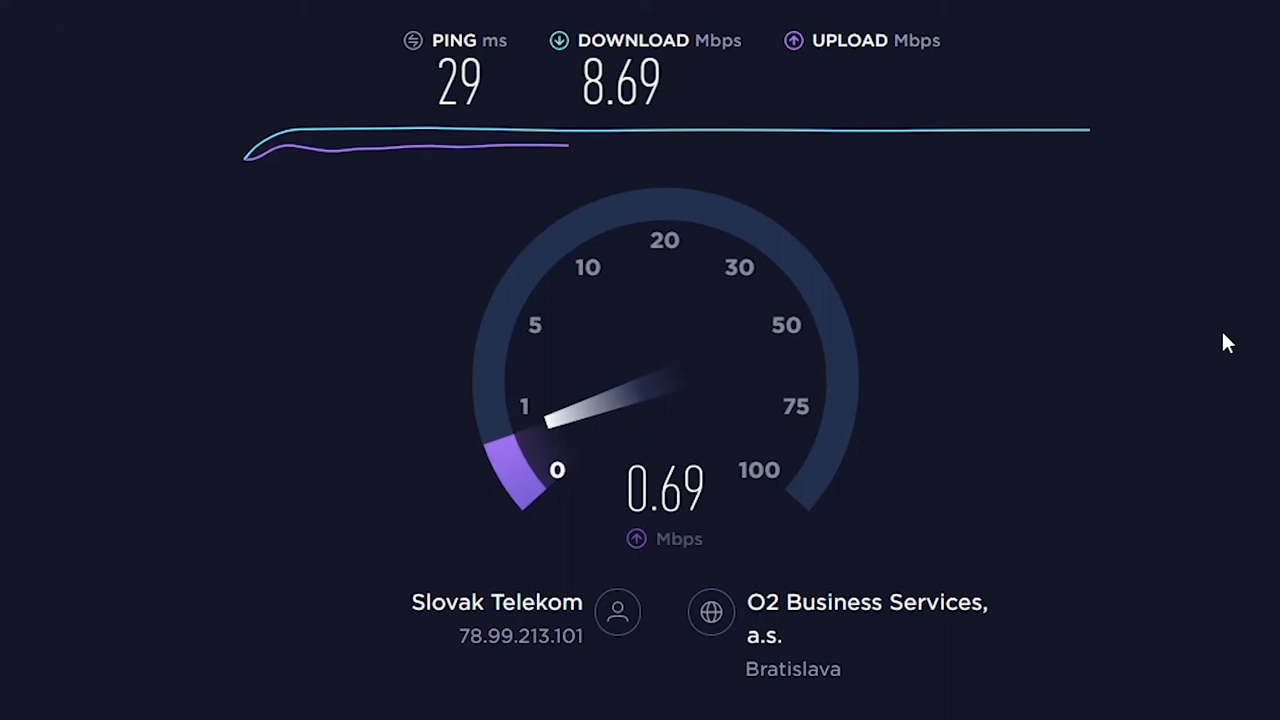 PING ms
DOWNLOAD Mbps
UPLOAD Mbps
29
8.69
20
10
30
5
50
1
75
0
100
0.69
Mbps
Slovak Telekom
78.99.213.101
O2 Business Services,
a.s.
Bratislava